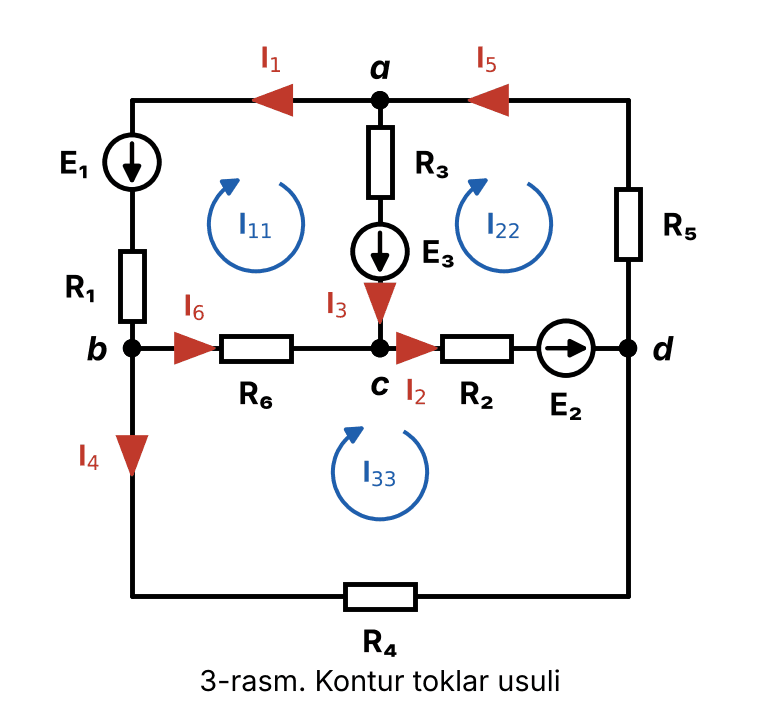 I₁
a
I₅
E₁
R₃
I₁₁
I₂₂
R₅
E₃
R₁
I₆
I₃
b
d
R₆
c
I₂
R₂
E₂
I₄
I₃₃
R₄
3-rasm. Kontur toklar usuli